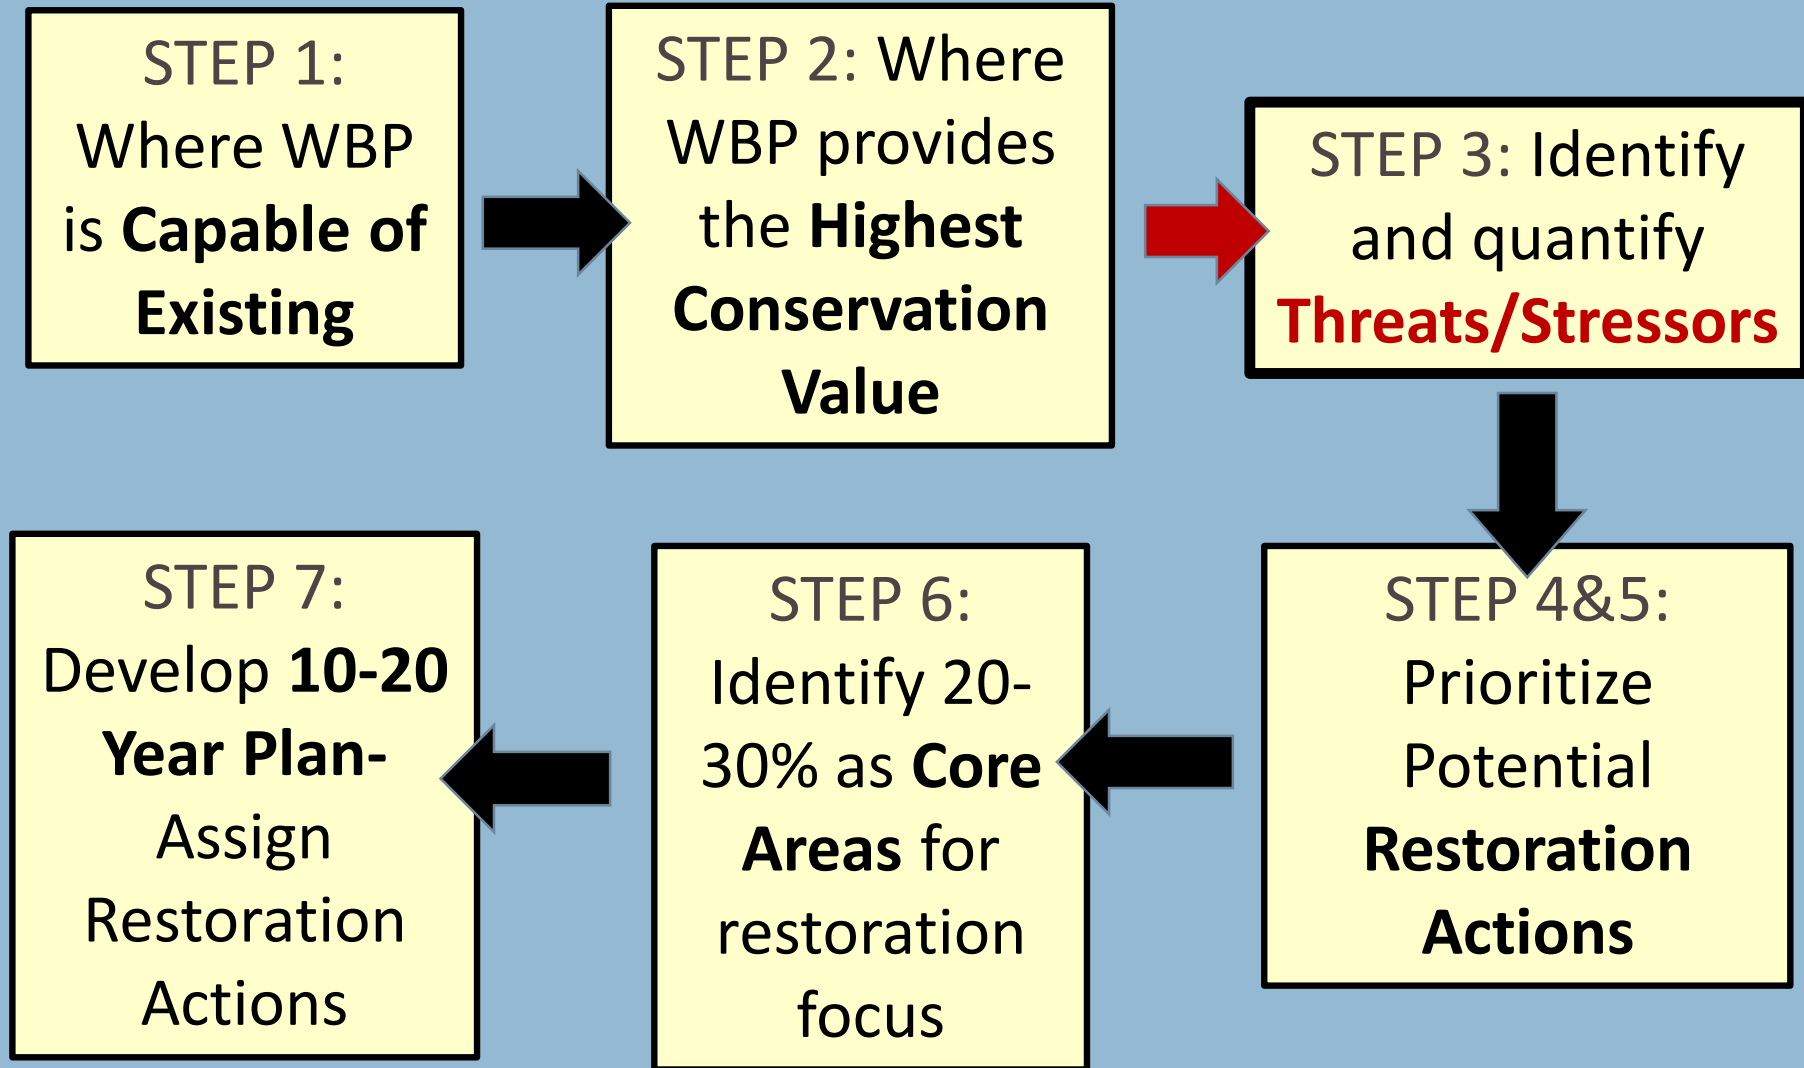 STEP 1:
Where WBP
is Capable of
Existing
STEP 2: Where
WBP provides
the Highest
Conservation
Value
STEP 3: Identify
and quantify
Threats/Stressors
STEP 4&5:
Prioritize
Potential
Restoration
Actions
STEP 6:
Identify 20-
30% as Core
Areas for
restoration
focus
STEP 7:
Develop 10-20
Year Plan-
Assign
Restoration
Actions